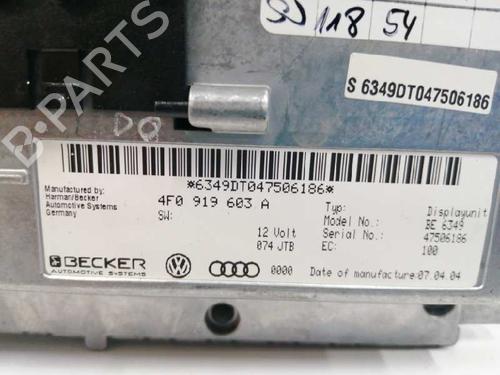 SD 118 54
S 6349DT047506186
DQ
B-PARTS
*6349DT047506186*
Manufactured by:
Harman/Becker
Automotive Systems
Germany
4F0 919 603 A
SW:
12 Volt
074 JTB
Typ: Displayunit
Model No.: BE 6349
Serial No.: 47506186
EC: 100
BECKER
AUTOMOTIVE SYSTEMS
0000
Date of manufacture:07.04.04